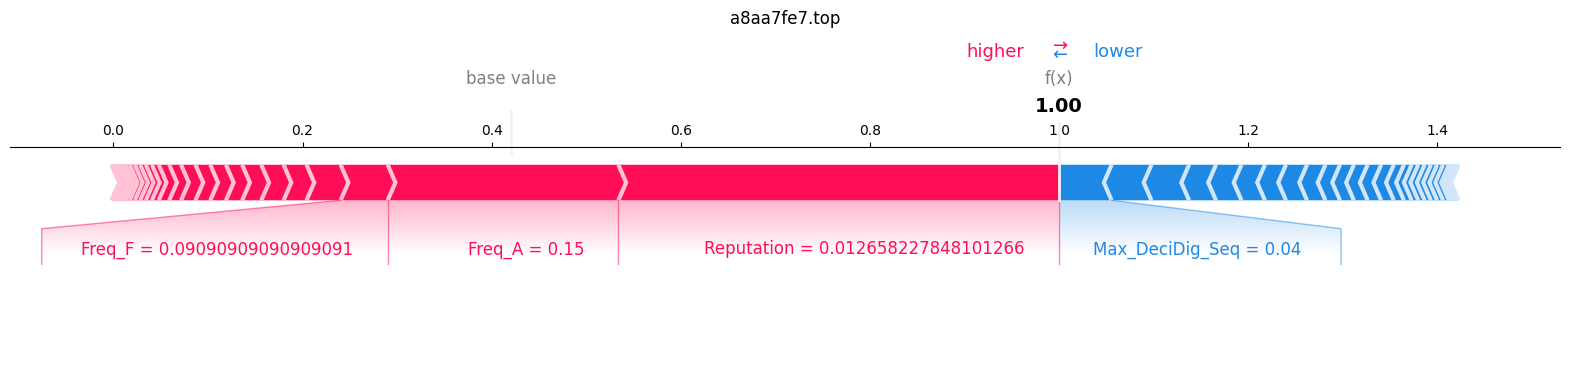 a8aa7fe7.top
higher → lower
←
base value f(x)
1.00
0.0 0.2 0.4 0.6 0.8 1.0 1.2 1.4
Freq_F = 0.09090909090909091 Freq_A = 0.15 Reputation = 0.012658227848101266 Max_DeciDig_Seq = 0.04